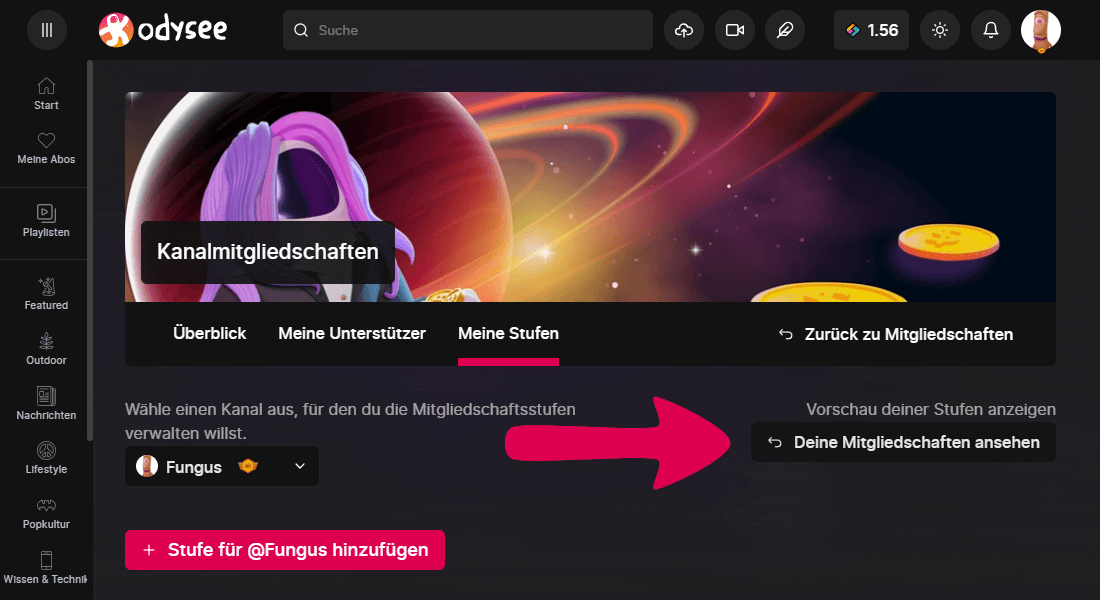 odysee
Suche
1.56
Start
Meine Abos
Playlisten
Featured
Outdoor
Nachrichten
Lifestyle
Popkultur
Wissen & Technik
Kanalmitgliedschaften
Überblick
Meine Unterstützer
Meine Stufen
Zurück zu Mitgliedschaften
Wähle einen Kanal aus, für den du die Mitgliedschaftsstufen
verwalten willst.
Fungus
Vorschau deiner Stufen anzeigen
Deine Mitgliedschaften ansehen
+ Stufe für @Fungus hinzufügen